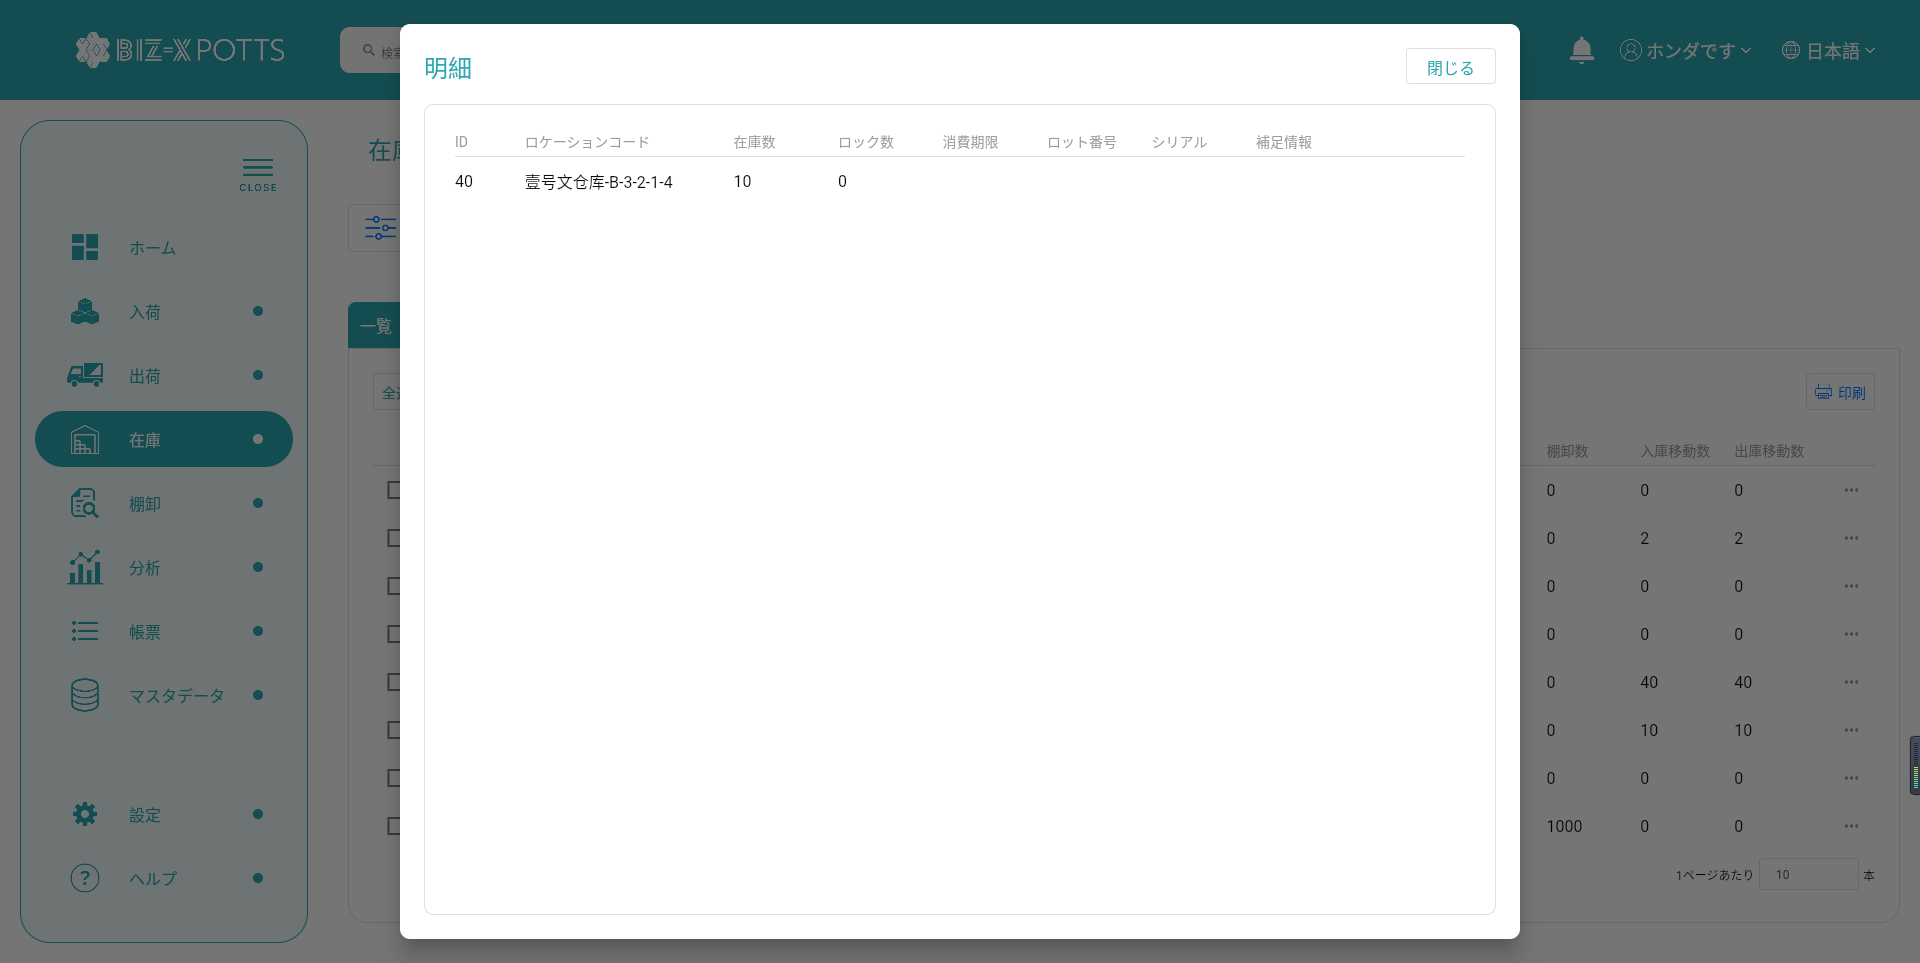 BIZ=X POTTS
検索
ホンダです
日本語
明細
閉じる
CLOSE
ホーム
入荷
出荷
在庫
棚卸
分析
帳票
マスタデータ
設定
ヘルプ
在庫
一覧
ID ロケーションコード 在庫数 ロック数 消費期限 ロット番号 シリアル 補足情報
40 壹号文仓库-B-3-2-1-4 10 0
印刷
棚卸数 入庫移動数 出庫移動数
0 0 0 •••
0 2 2 •••
0 0 0 •••
0 0 0 •••
0 40 40 •••
0 10 10 •••
0 0 0 •••
1000 0 0 •••
1ページあたり 10 本